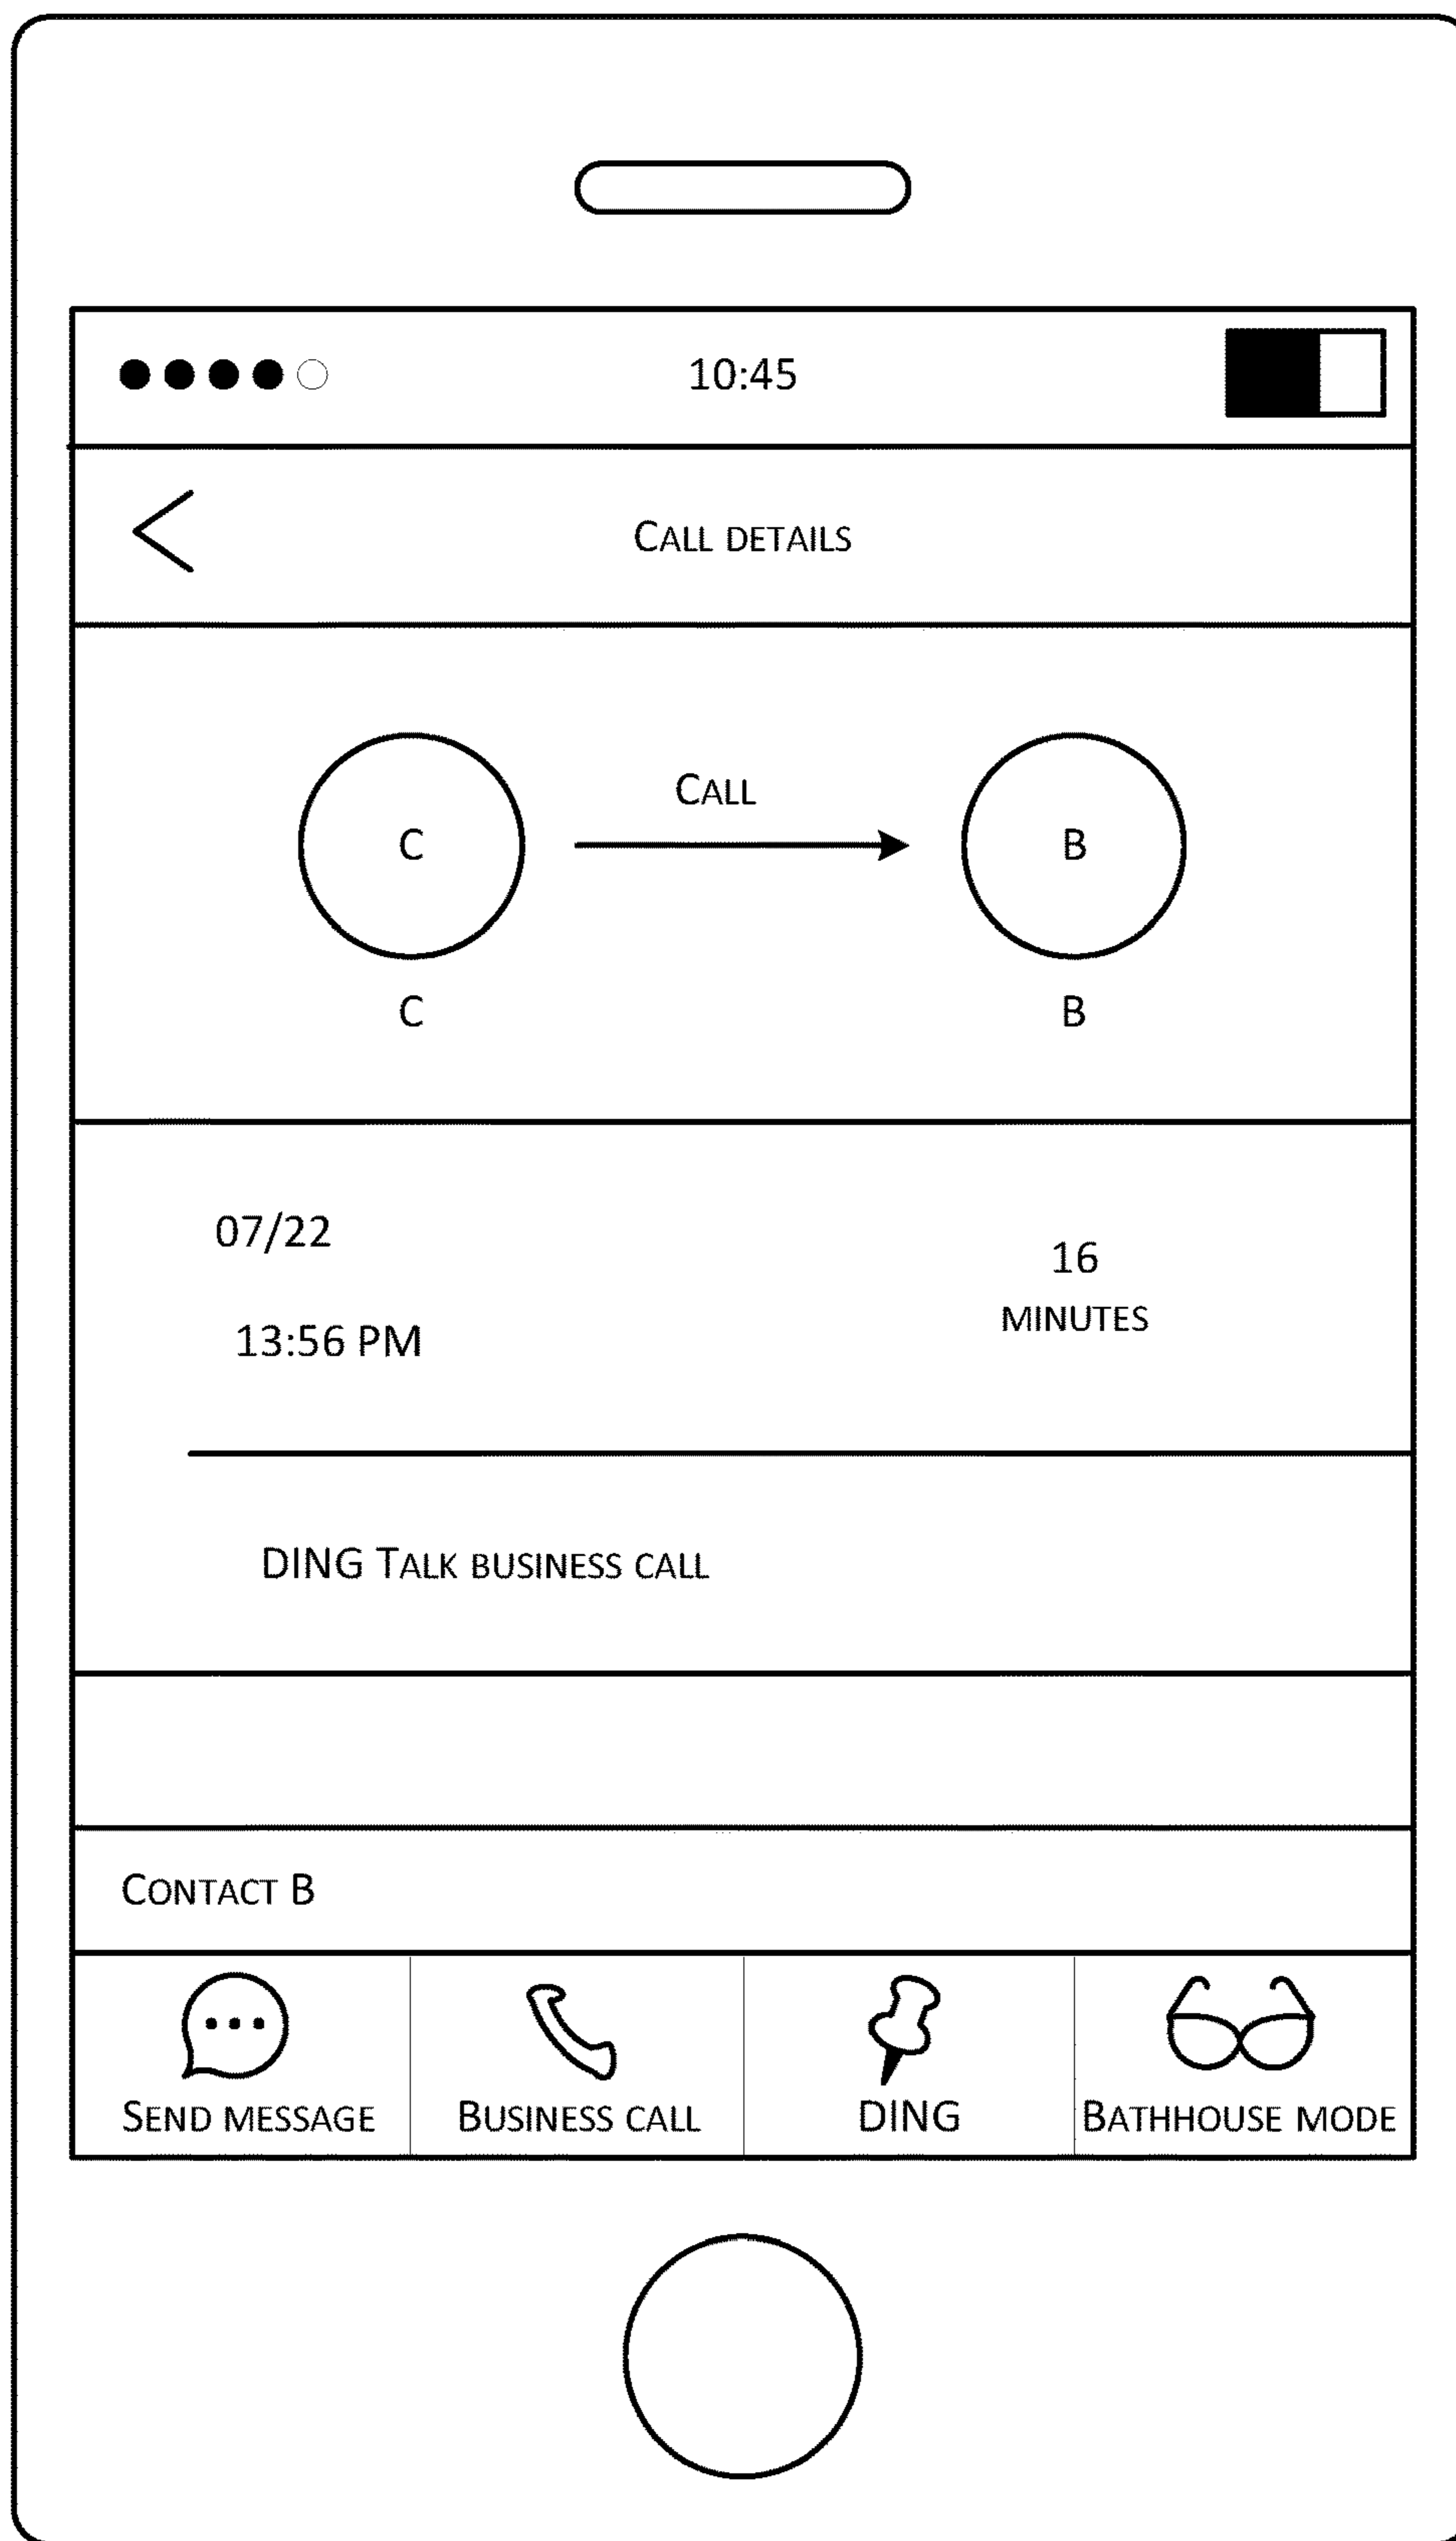 10:45
CALL DETAILS
CALL
C
B
C
B
07/22
13:56 PM
16
MINUTES
DING TALK BUSINESS CALL
CONTACT B
SEND MESSAGE
BUSINESS CALL
DING
BATHHOUSE MODE